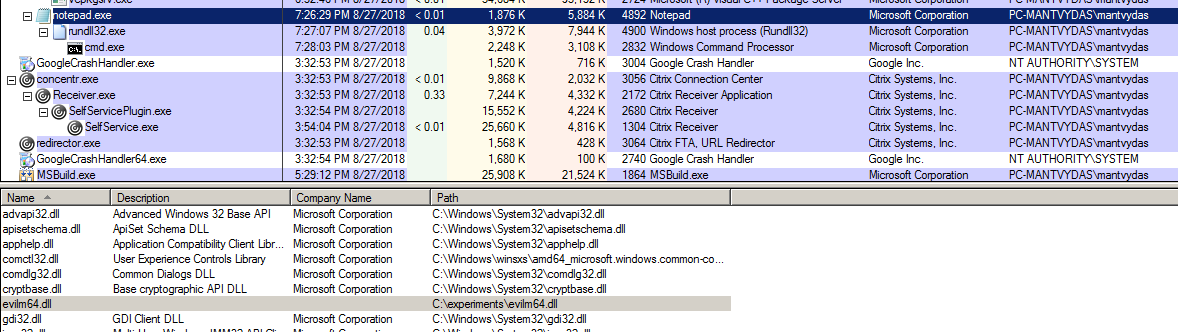 notepad.exe 7:26:29 PM 8/27/2018 < 0.01 1,876 K 5,884 K 4892 Notepad Microsoft Corporation PC-MANTVYDAS\mantvydas
rundll32.exe 7:27:07 PM 8/27/2018 0.04 3,972 K 7,944 K 4900 Windows host process (Rundll32) Microsoft Corporation PC-MANTVYDAS\mantvydas
cmd.exe 7:28:03 PM 8/27/2018 2,248 K 3,108 K 2832 Windows Command Processor Microsoft Corporation PC-MANTVYDAS\mantvydas
GoogleCrashHandler.exe 3:32:53 PM 8/27/2018 1,520 K 716 K 3004 Google Crash Handler Google Inc. NT AUTHORITY\SYSTEM
concentr.exe 3:32:53 PM 8/27/2018 < 0.01 9,868 K 2,032 K 3056 Citrix Connection Center Citrix Systems, Inc. PC-MANTVYDAS\mantvydas
Receiver.exe 3:32:54 PM 8/27/2018 0.33 7,244 K 4,332 K 2172 Citrix Receiver Application Citrix Systems, Inc. PC-MANTVYDAS\mantvydas
SelfServicePlugin.exe 3:32:54 PM 8/27/2018 15,552 K 4,224 K 2680 Citrix Receiver Citrix Systems, Inc. PC-MANTVYDAS\mantvydas
SelfService.exe 3:54:04 PM 8/27/2018 < 0.01 25,660 K 4,816 K 1304 Citrix Receiver Citrix Systems, Inc. PC-MANTVYDAS\mantvydas
redirector.exe 3:32:53 PM 8/27/2018 1,568 K 428 K 3064 Citrix FTA, URL Redirector Citrix Systems, Inc. PC-MANTVYDAS\mantvydas
GoogleCrashHandler64.exe 3:32:54 PM 8/27/2018 1,680 K 100 K 2740 Google Crash Handler Google Inc. NT AUTHORITY\SYSTEM
MSBuild.exe 5:29:12 PM 8/27/2018 25,908 K 21,524 K 1864 MSBuild.exe Microsoft Corporation PC-MANTVYDAS\mantvydas
Name Description Company Name Path
advapi32.dll Advanced Windows 32 Base API Microsoft Corporation C:\Windows\System32\advapi32.dll
apisetschema.dll ApiSet Schema DLL Microsoft Corporation C:\Windows\System32\apisetschema.dll
apphelp.dll Application Compatibility Client Libr... Microsoft Corporation C:\Windows\System32\apphelp.dll
comctl32.dll User Experience Controls Library Microsoft Corporation C:\Windows\winsxs\amd64_microsoft.windows.common-co...
comdlg32.dll Common Dialogs DLL Microsoft Corporation C:\Windows\System32\comdlg32.dll
cryptbase.dll Base cryptographic API DLL Microsoft Corporation C:\Windows\System32\cryptbase.dll
evilm64.dll C:\experiments\evilm64.dll
gdi32.dll GDI Client DLL Microsoft Corporation C:\Windows\System32\gdi32.dll